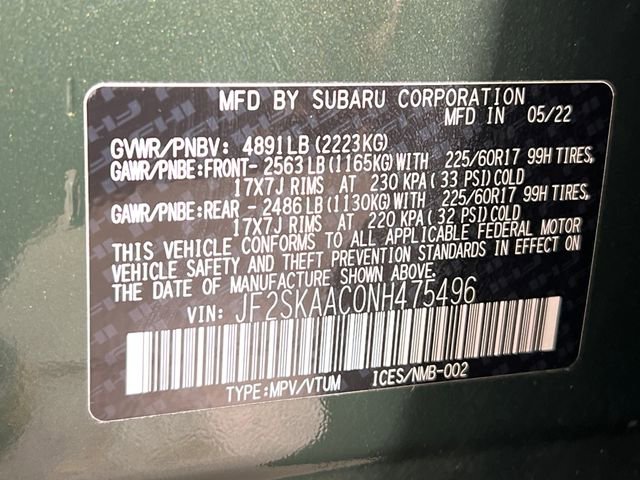 MFD BY SUBARU CORPORATION
MFD IN 05/22
GVWR/PNBV: 4891LB(2223KG)
GAWR/PNBE:FRONT- 2563LB(1165KG)WITH 225/60R17 99H TIRES,
17X7J RIMS AT 230 KPA( 33 PSI)COLD
GAWR/PNBE:REAR - 2486LB(1130KG)WITH 225/60R17 99H TIRES,
17X7J RIMS AT 220 KPA( 32 PSI)COLD
THIS VEHICLE CONFORMS TO ALL APPLICABLE FEDERAL MOTOR
VEHICLE SAFETY AND THEFT PREVENTION STANDARDS IN EFFECT ON
THE DATE OF MANUFACTURE SHOWN ABOVE.
VIN: JF2SKAAC0NH475496
TYPE:MPV/VTUM ICES/NMB-002